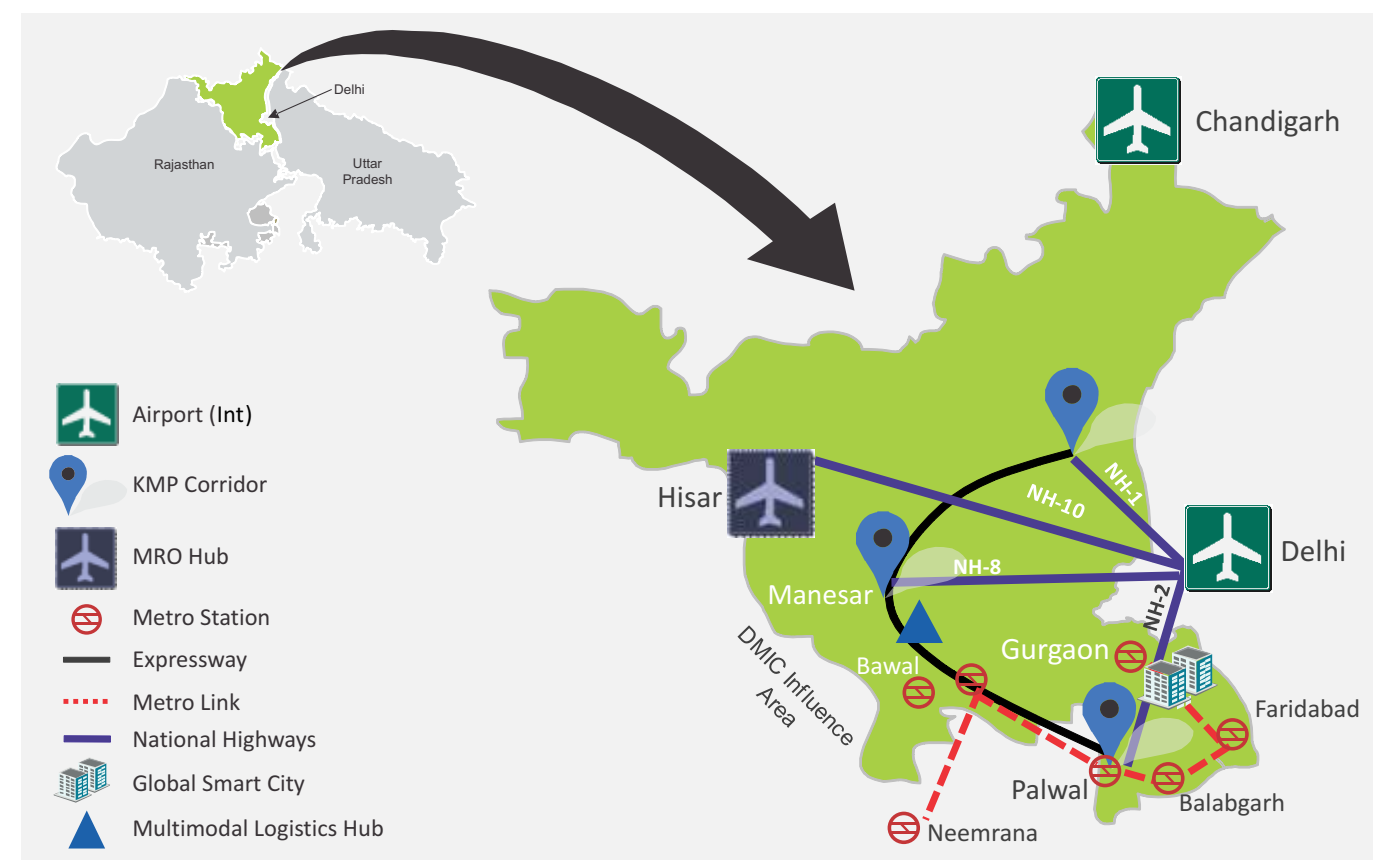 Delhi
Rajasthan
Uttar
Pradesh
Chandigarh
Airport (Int)
KMP Corridor
MRO Hub
Metro Station
Expressway
Metro Link
National Highways
Global Smart City
Multimodal Logistics Hub
Hisar
NH-1
NH-10
Delhi
NH-8
Manesar
NH-2
DMIC Influence
Area
Gurgaon
Bawal
Faridabad
Palwal
Balabgarh
Neemrana